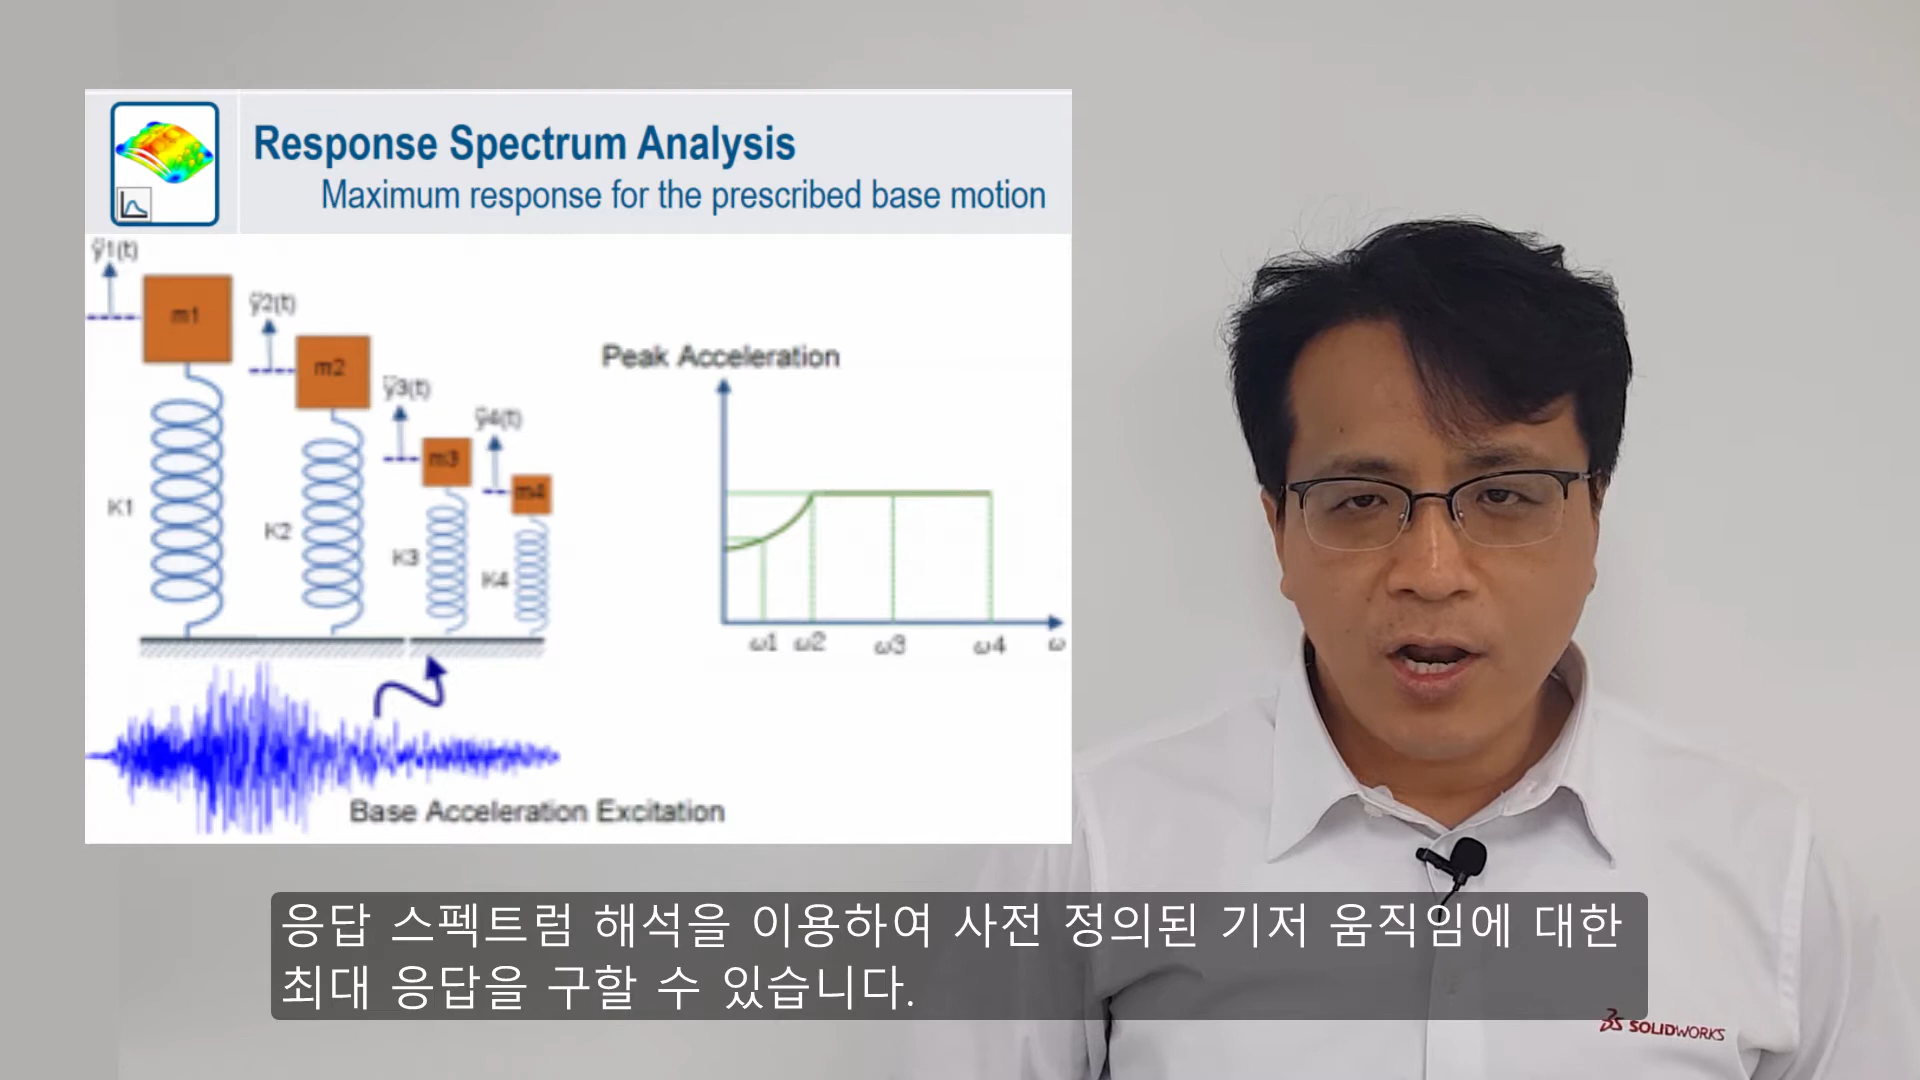 Response Spectrum Analysis
Maximum response for the prescribed base motion
ÿ1(t)
m1
ÿ2(t)
m2
ÿ3(t)
m3
ÿ4(t)
m4
K1
K2
K3
K4
Peak Acceleration
ω1 ω2 ω3 ω4 ω
Base Acceleration Excitation
응답 스펙트럼 해석을 이용하여 사전 정의된 기저 움직임에 대한
최대 응답을 구할 수 있습니다.
SOLIDWORKS